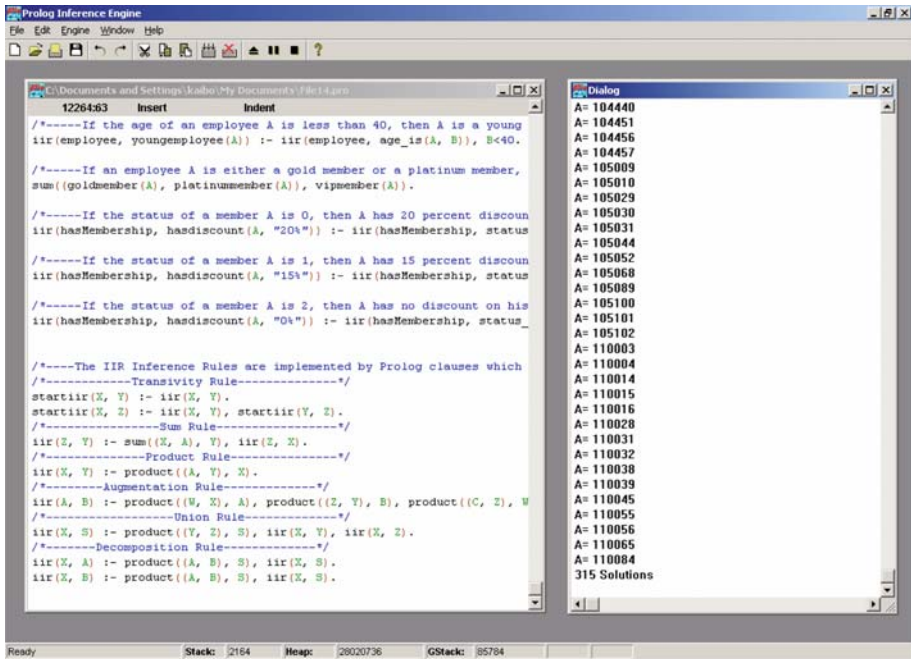 Prolog Inference Engine
File Edit Engine Window Help
C:\Documents and Settings\kaibo\My Documents\File14.pro
12264:63 Insert Indent
/*-----If the age of an employee A is less than 40, then A is a young
iir(employee, youngemployee(A)) :- iir(employee, age_is(A, B)), B<40.
/*-----If an employee A is either a gold member or a platinum member,
sum((goldmember(A), platinummember(A)), vipmember(A)).
/*-----If the status of a member A is 0, then A has 20 percent discoun
iir(hasMembership, hasdiscount(A, "20%")) :- iir(hasMembership, status
/*-----If the status of a member A is 1, then A has 15 percent discoun
iir(hasMembership, hasdiscount(A, "15%")) :- iir(hasMembership, status
/*-----If the status of a member A is 2, then A has no discount on his
iir(hasMembership, hasdiscount(A, "0%")) :- iir(hasMembership, status_
/*----The IIR Inference Rules are implemented by Prolog clauses which
/*------------Transivity Rule--------------*/
startiir(X, Y) :- iir(X, Y).
startiir(X, Z) :- iir(X, Y), startiir(Y, Z).
/*----------------Sum Rule-----------------*/
iir(Z, Y) :- sum((X, A), Y), iir(Z, X).
/*--------------Product Rule---------------*/
iir(X, Y) :- product((A, Y), X).
/*--------Augmentation Rule-------------*/
iir(A, B) :- product((W, X), A), product((Z, Y), B), product((C, Z), W
/*------------------Union Rule-------------*/
iir(X, S) :- product((Y, Z), S), iir(X, Y), iir(X, Z).
/*-------Decomposition Rule-------------*/
iir(X, A) :- product((A, B), S), iir(X, S).
iir(X, B) :- product((A, B), S), iir(X, S).
Dialog
A= 104440
A= 104451
A= 104456
A= 104457
A= 105009
A= 105010
A= 105029
A= 105030
A= 105031
A= 105044
A= 105052
A= 105068
A= 105089
A= 105100
A= 105101
A= 105102
A= 110003
A= 110004
A= 110014
A= 110015
A= 110016
A= 110028
A= 110031
A= 110032
A= 110038
A= 110039
A= 110045
A= 110055
A= 110056
A= 110065
A= 110084
315 Solutions
Ready Stack: 2164 Heap: 28020736 GStack: 85784